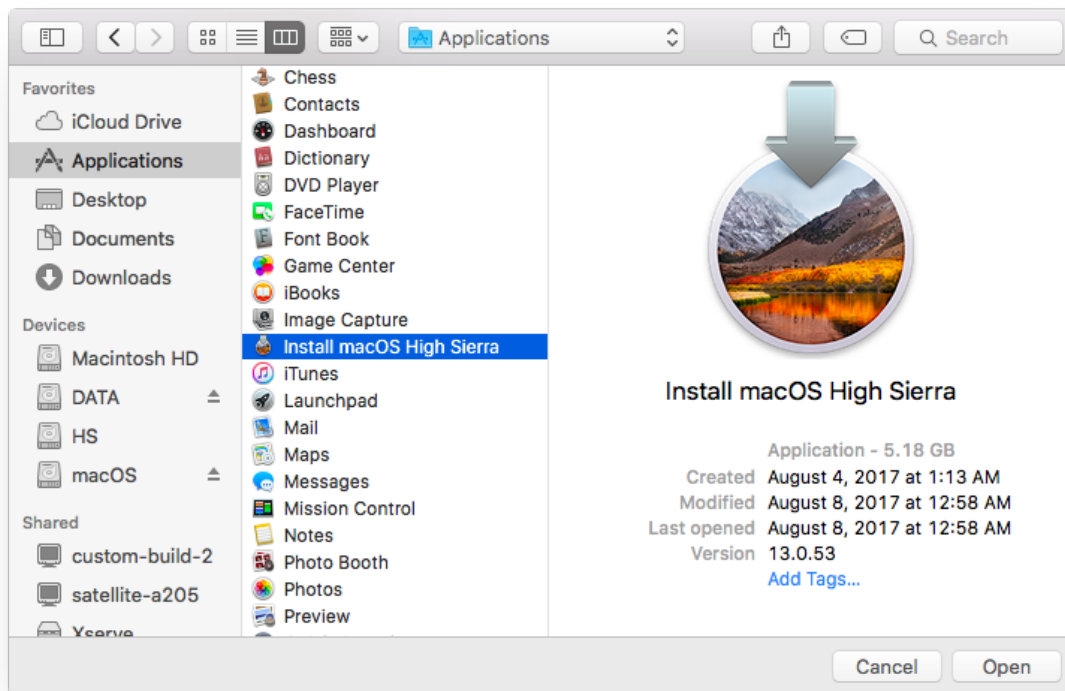 Applications
Search
Favorites
iCloud Drive
Applications
Desktop
Documents
Downloads
Devices
Macintosh HD
DATA
HS
macOS
Shared
custom-build-2
satellite-a205
Xserve
Chess
Contacts
Dashboard
Dictionary
DVD Player
FaceTime
Font Book
Game Center
iBooks
Image Capture
Install macOS High Sierra
iTunes
Launchpad
Mail
Maps
Messages
Mission Control
Notes
Photo Booth
Photos
Preview
Install macOS High Sierra
Application - 5.18 GB
Created August 4, 2017 at 1:13 AM
Modified August 8, 2017 at 12:58 AM
Last opened August 8, 2017 at 12:58 AM
Version 13.0.53
Add Tags...
Cancel
Open